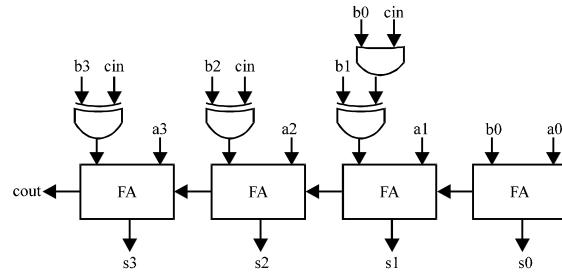 b0 cin
b3 cin b2 cin b1
a3 a2 a1 b0 a0
cout FA FA FA FA
s3 s2 s1 s0